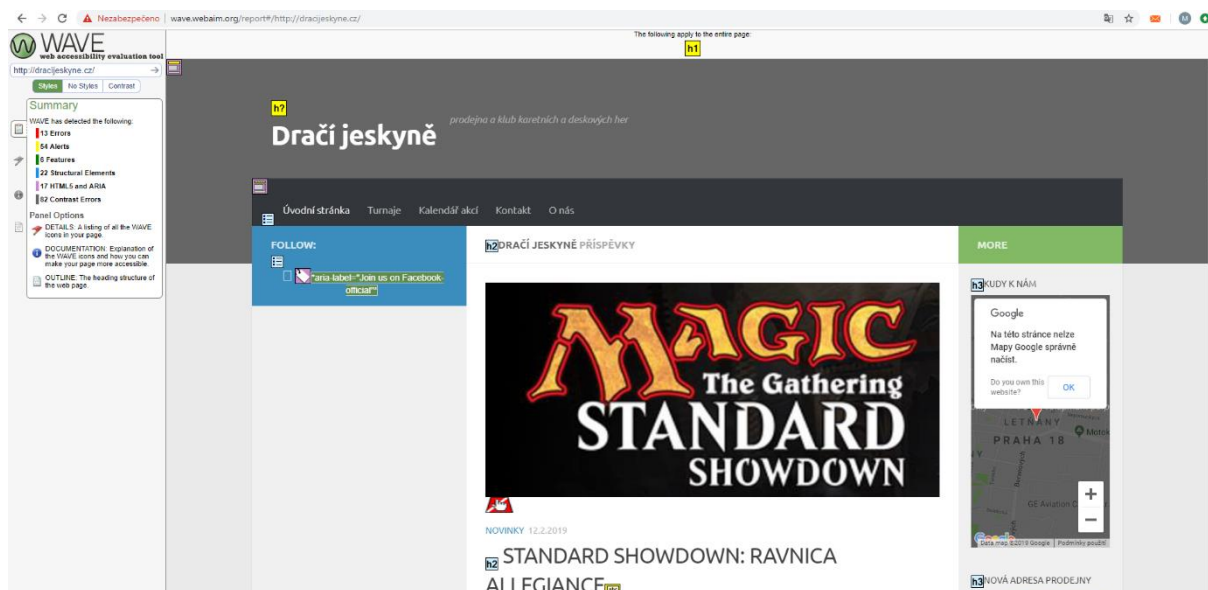 Nezabezpečeno | wave.webaim.org/report#/http://dracijeskyne.cz/
M
The following apply to the entire page:
h1
W WAVE
web accessibility evaluation tool
http://dracijeskyne.cz/
Styles No Styles Contrast
Summary
WAVE has detected the following:
13 Errors
54 Alerts
6 Features
22 Structural Elements
17 HTML5 and ARIA
82 Contrast Errors
Panel Options
DETAILS: A listing of all the WAVE
icons in your page.
DOCUMENTATION: Explanation of
the WAVE icons and how you can
make your page more accessible.
OUTLINE: The heading structure of
the web page.
h?
Dračí jeskyně
prodejna a klub karetních a deskových her
Úvodní stránka Turnaje Kalendář akcí Kontakt O nás
FOLLOW:
*aria-label="Join us on Facebook-
official"*
h2 DRAČÍ JESKYNĚ PŘÍSPĚVKY
MAGIC
The Gathering
STANDARD
SHOWDOWN
NOVINKY 12.2.2019
h2 STANDARD SHOWDOWN: RAVNICA
ALLEGIANCE
MORE
h3 KUDY K NÁM
Google
Na této stránce nelze
Mapy Google správně
načíst.
Do you own this
website?
OK
LETŇANY
PRAHA 18
GE Aviation
+
−
Google
Data map ©2019 Google Podmínky použití
h3 NOVÁ ADRESA PRODEJNY